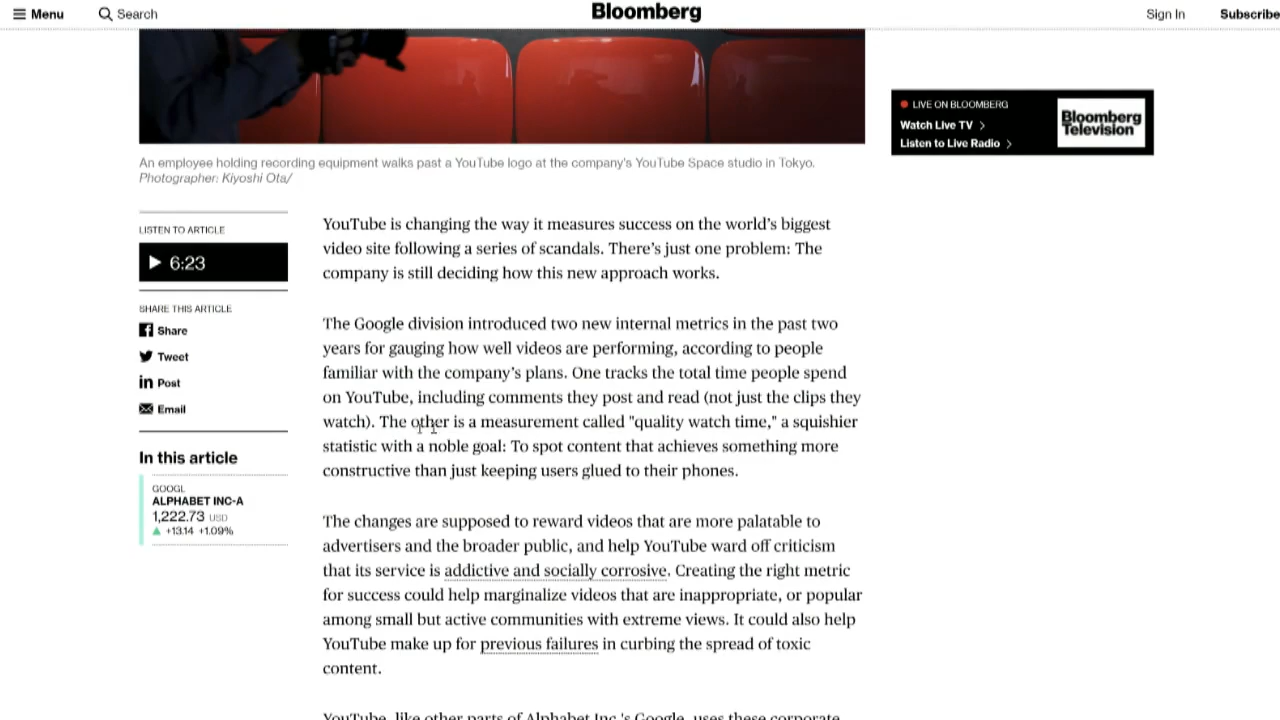 Menu
Search
Bloomberg
Sign In
Subscribe
LIVE ON BLOOMBERG
Watch Live TV
Listen to Live Radio
Bloomberg
Television
An employee holding recording equipment walks past a YouTube logo at the company's YouTube Space studio in Tokyo.
Photographer: Kiyoshi Ota/
LISTEN TO ARTICLE
6:23
SHARE THIS ARTICLE
Share
Tweet
Post
Email
In this article
GOOGL
ALPHABET INC-A
1,222.73 USD
+13.14 +1.09%
YouTube is changing the way it measures success on the world's biggest
video site following a series of scandals. There's just one problem: The
company is still deciding how this new approach works.
The Google division introduced two new internal metrics in the past two
years for gauging how well videos are performing, according to people
familiar with the company's plans. One tracks the total time people spend
on YouTube, including comments they post and read (not just the clips they
watch). The other is a measurement called "quality watch time," a squishier
statistic with a noble goal: To spot content that achieves something more
constructive than just keeping users glued to their phones.
The changes are supposed to reward videos that are more palatable to
advertisers and the broader public, and help YouTube ward off criticism
that its service is addictive and socially corrosive. Creating the right metric
for success could help marginalize videos that are inappropriate, or popular
among small but active communities with extreme views. It could also help
YouTube make up for previous failures in curbing the spread of toxic
content.
YouTube, like other parts of Alphabet Inc.'s Google, uses these corporate